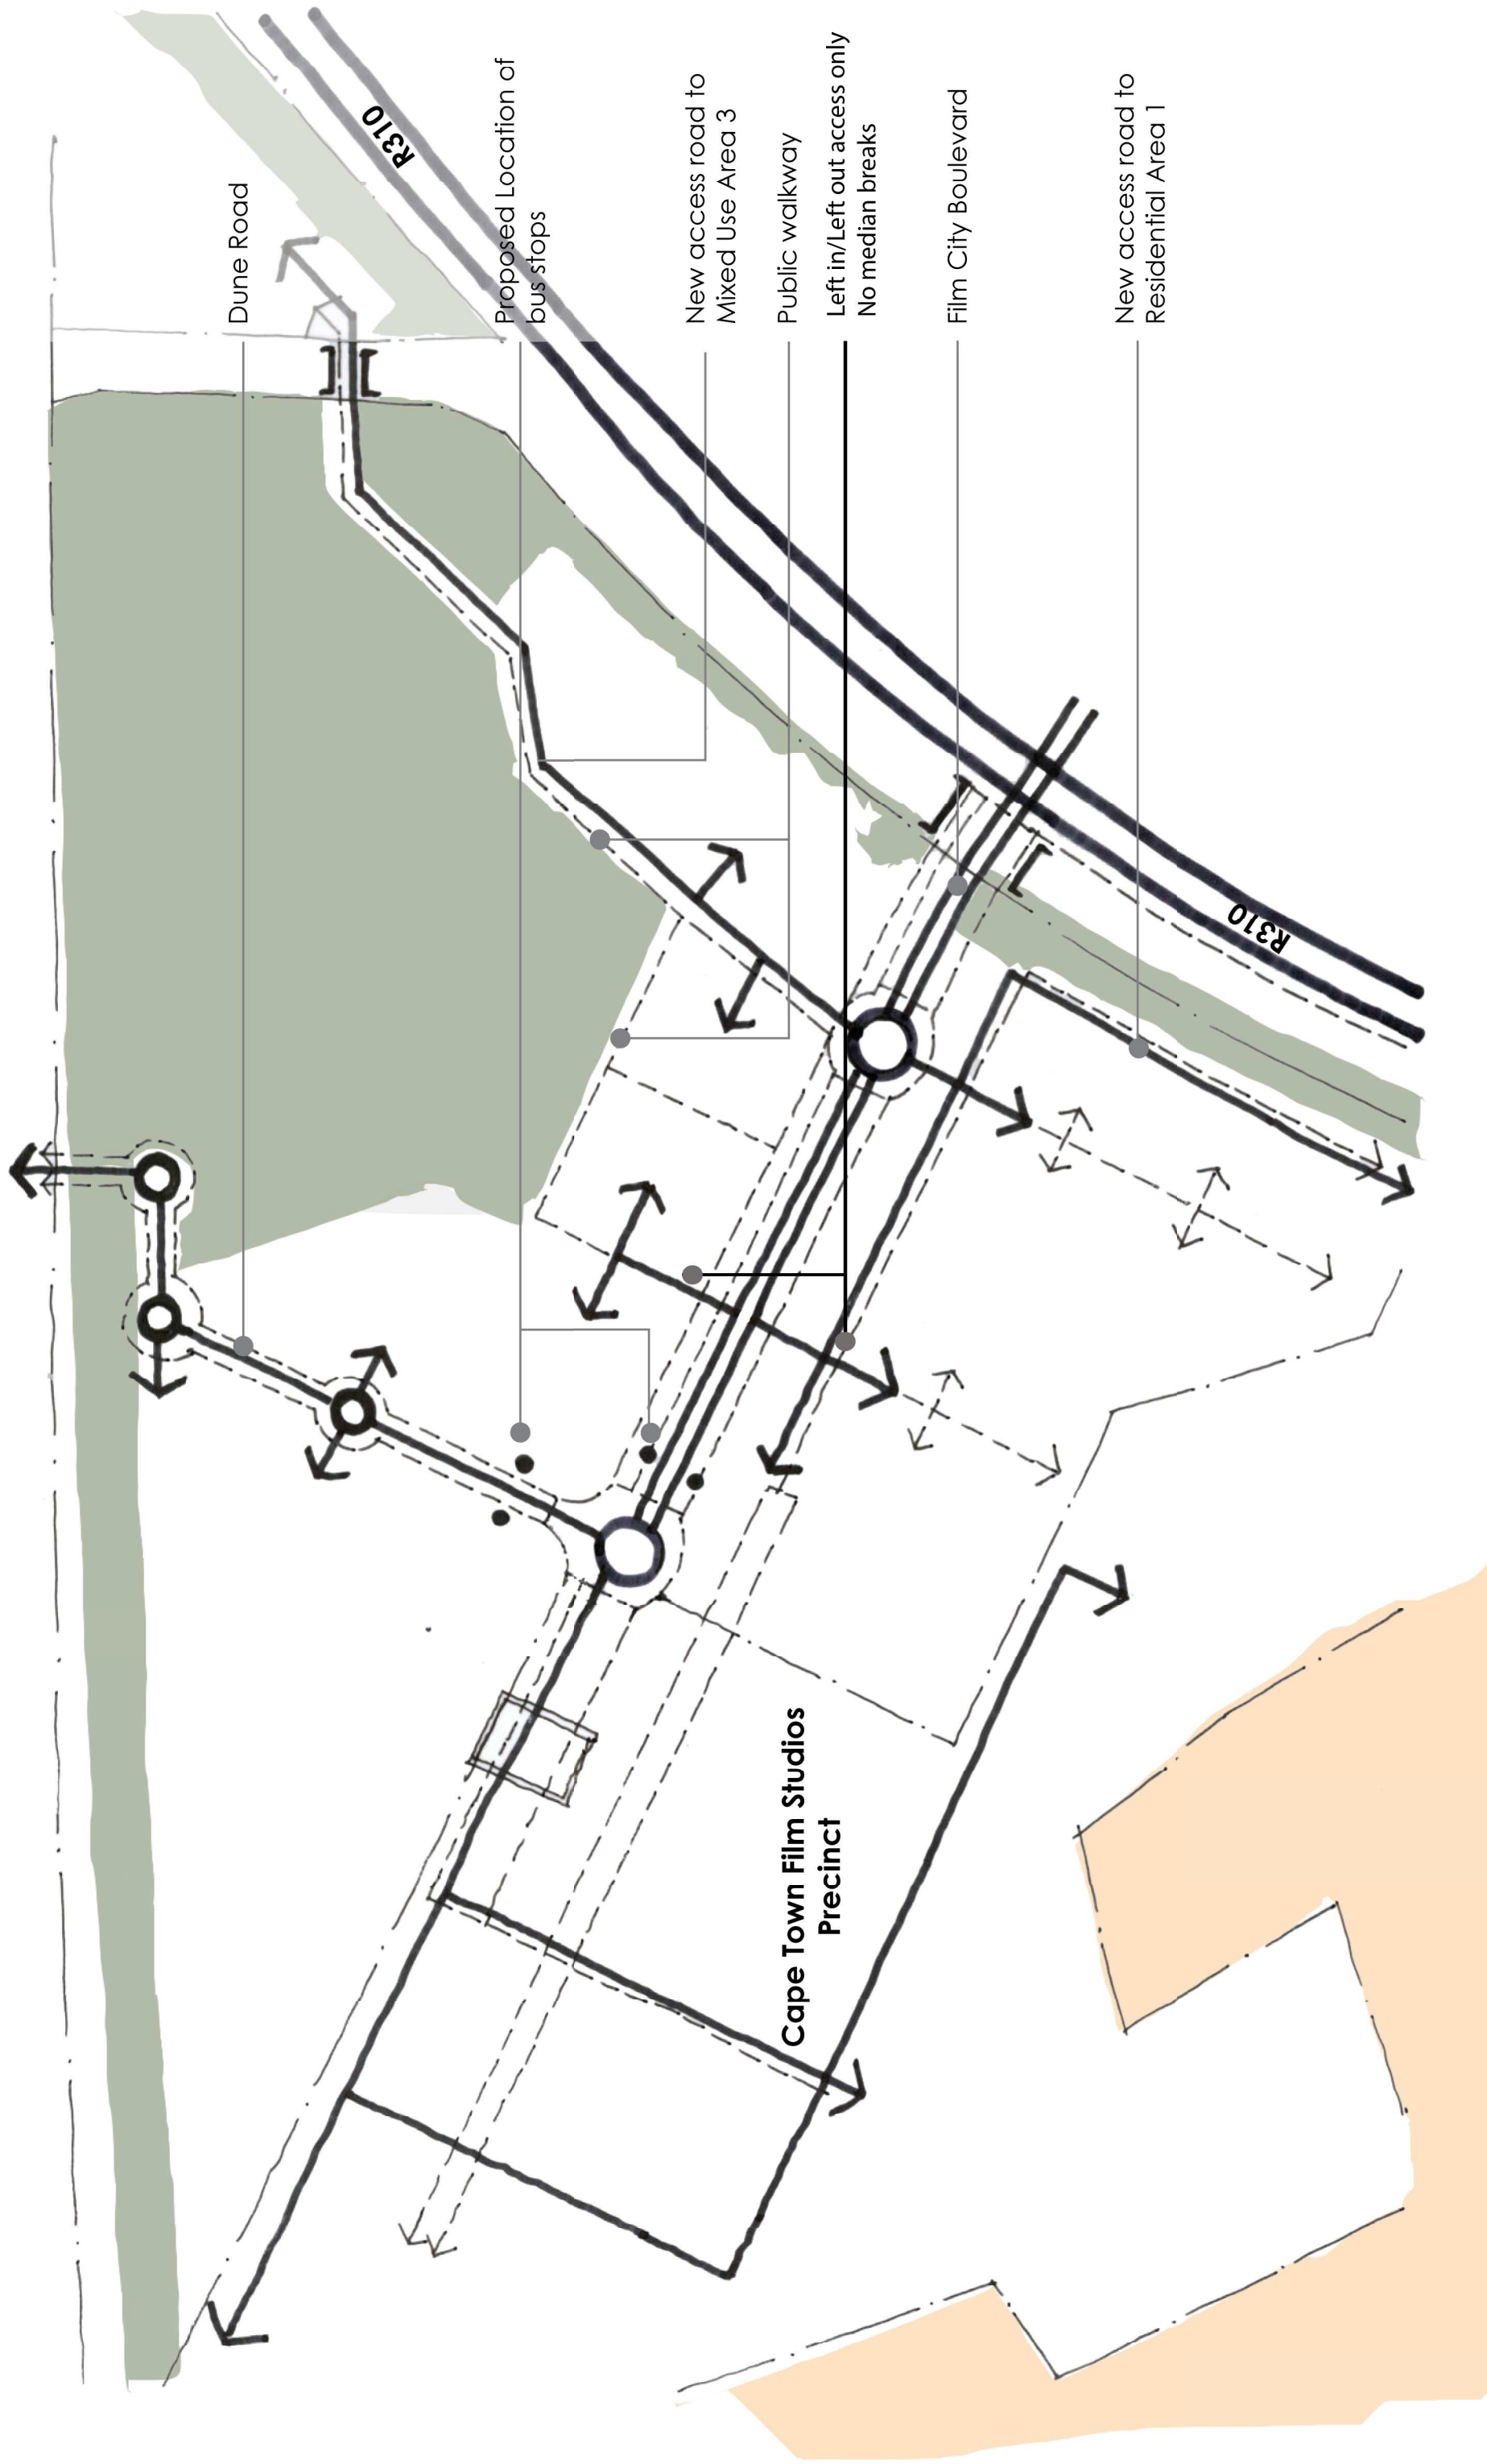 Dune Road
Proposed Location of
bus stops
New access road to
Mixed Use Area 3
Public walkway
Left in/Left out access only
No median breaks
Film City Boulevard
New access road to
Residential Area 1
R310
R310
Cape Town Film Studios
Precinct